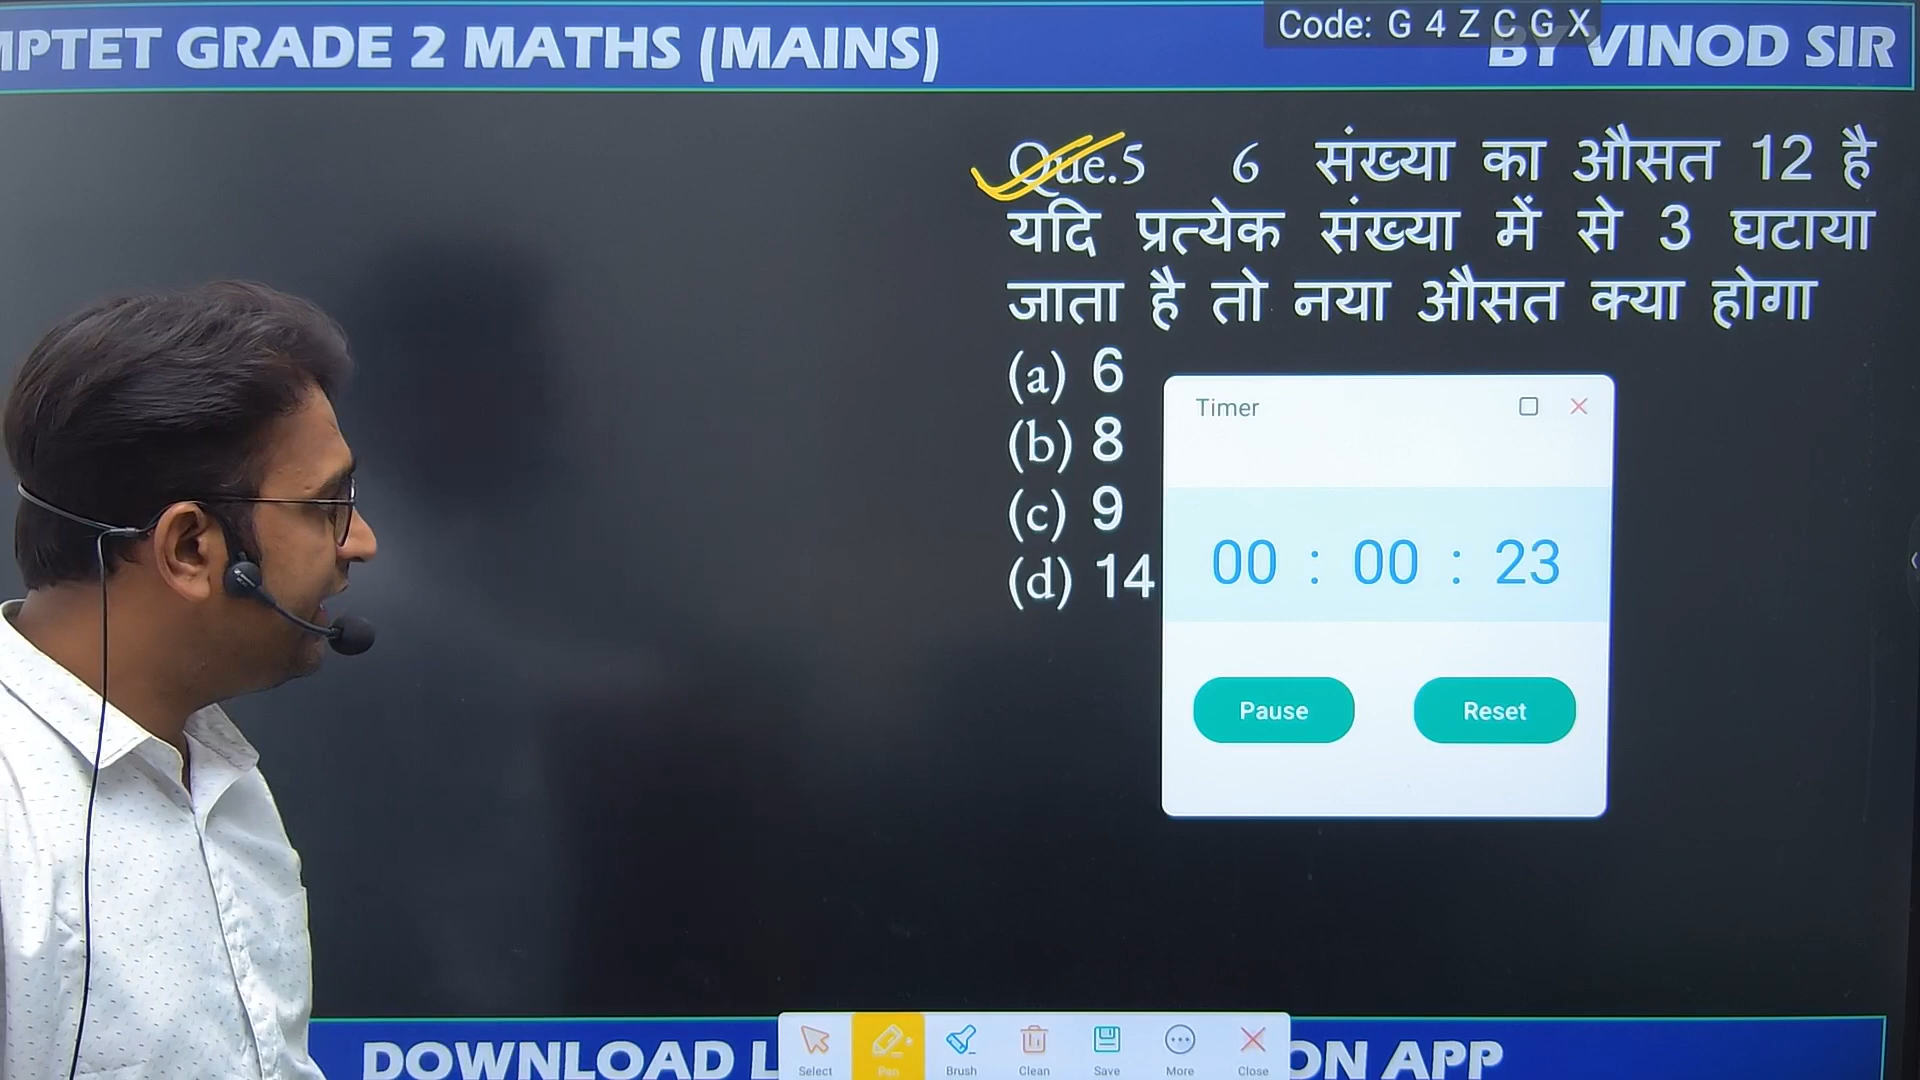 MPTET GRADE 2 MATHS (MAINS)
Code: G 4 Z C G X
BY VINOD SIR
Que.5 6 संख्या का औसत 12 है
यदि प्रत्येक संख्या में से 3 घटाया
जाता है तो नया औसत क्या होगा
(a) 6
(b) 8
(c) 9
(d) 14
Timer
00 : 00 : 23
Pause Reset
DOWNLOAD L
ON APP
Select Pen Brush Clean Save More Close